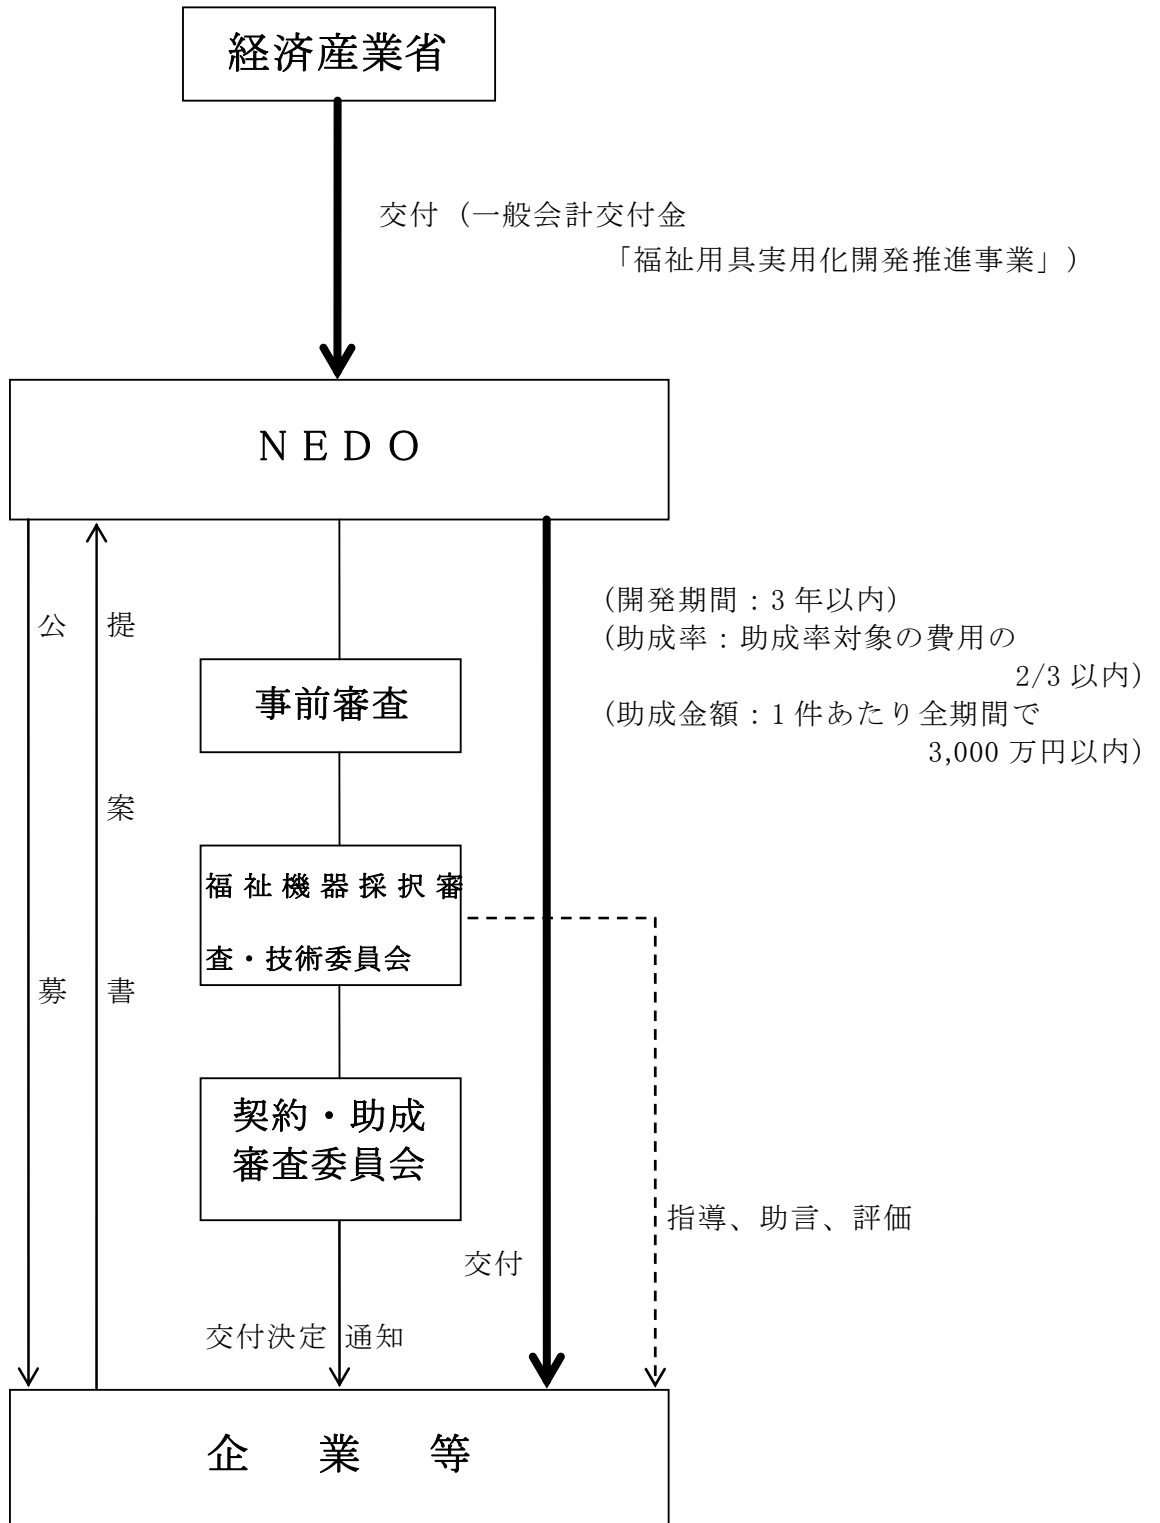 経済産業省
交付（一般会計交付金
「福祉用具実用化開発推進事業」）
ＮＥＤＯ
公募
提案書
(開発期間：3 年以内)
(助成率：助成率対象の費用の
2/3 以内)
(助成金額：1 件あたり全期間で
3,000 万円以内)
事前審査
福祉機器採択審
査・技術委員会
契約・助成
審査委員会
指導、助言、評価
交付
交付決定 通知
企　業　等